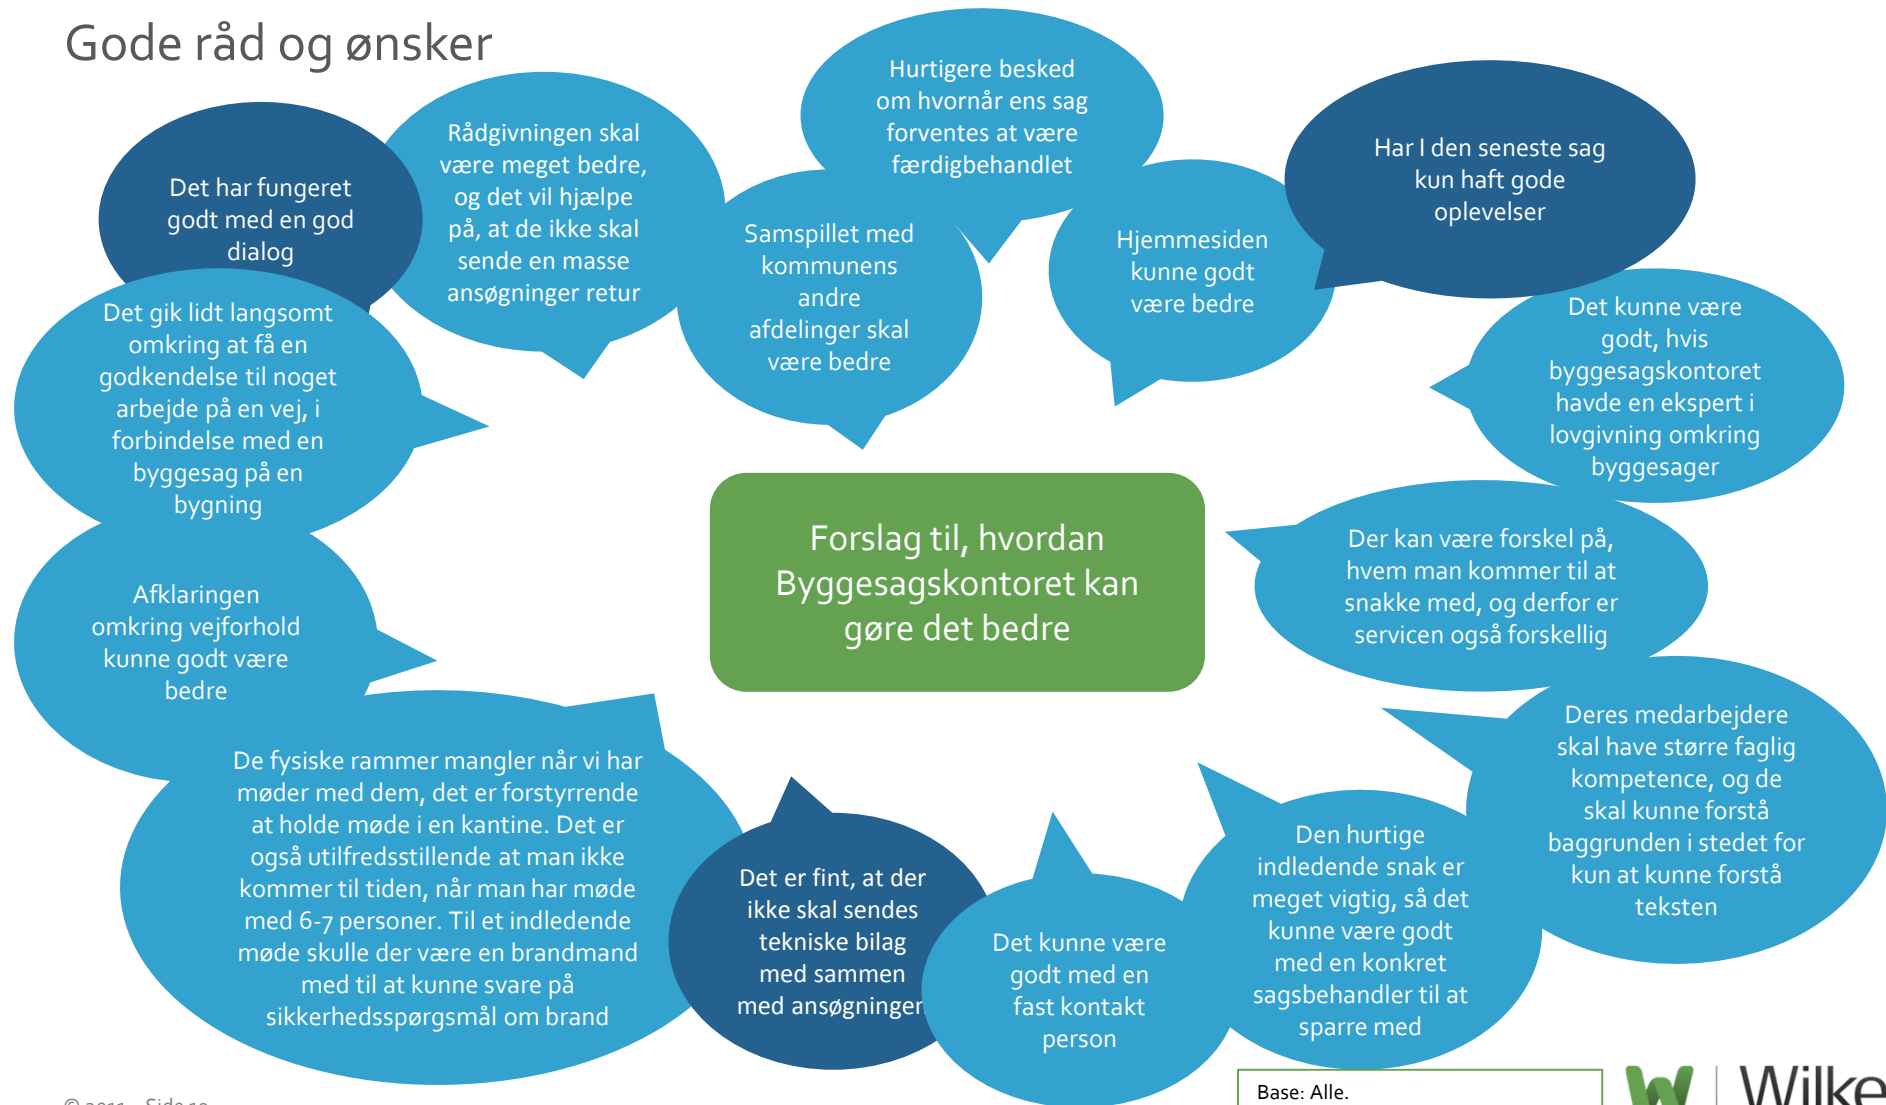 Gode råd og ønsker
Det har fungeret
godt med en god
dialog
Rådgivningen skal
være meget bedre,
og det vil hjælpe
på, at de ikke skal
sende en masse
ansøgninger retur
Hurtigere besked
om hvornår ens sag
forventes at være
færdigbehandlet
Samspillet med
kommunens
andre
afdelinger skal
være bedre
Hjemmesiden
kunne godt
være bedre
Har I den seneste sag
kun haft gode
oplevelser
Det gik lidt langsomt
omkring at få en
godkendelse til noget
arbejde på en vej, i
forbindelse med en
byggesag på en
bygning
Det kunne være
godt, hvis
byggesagskontoret
havde en ekspert i
lovgivning omkring
byggesager
Forslag til, hvordan
Byggesagskontoret kan
gøre det bedre
Der kan være forskel på,
hvem man kommer til at
snakke med, og derfor er
servicen også forskellig
Afklaringen
omkring vejforhold
kunne godt være
bedre
De fysiske rammer mangler når vi har
møder med dem, det er forstyrrende
at holde møde i en kantine. Det er
også utilfredsstillende at man ikke
kommer til tiden, når man har møde
med 6-7 personer. Til et indledende
møde skulle der være en brandmand
med til at kunne svare på
sikkerhedsspørgsmål om brand
Det er fint, at der
ikke skal sendes
tekniske bilag
med sammen
med ansøgningen
Det kunne være
godt med en
fast kontakt
person
Den hurtige
indledende snak er
meget vigtig, så det
kunne være godt
med en konkret
sagsbehandler til at
sparre med
Deres medarbejdere
skal have større faglig
kompetence, og de
skal kunne forstå
baggrunden i stedet for
kun at kunne forstå
teksten
Base: Alle.
Wilke